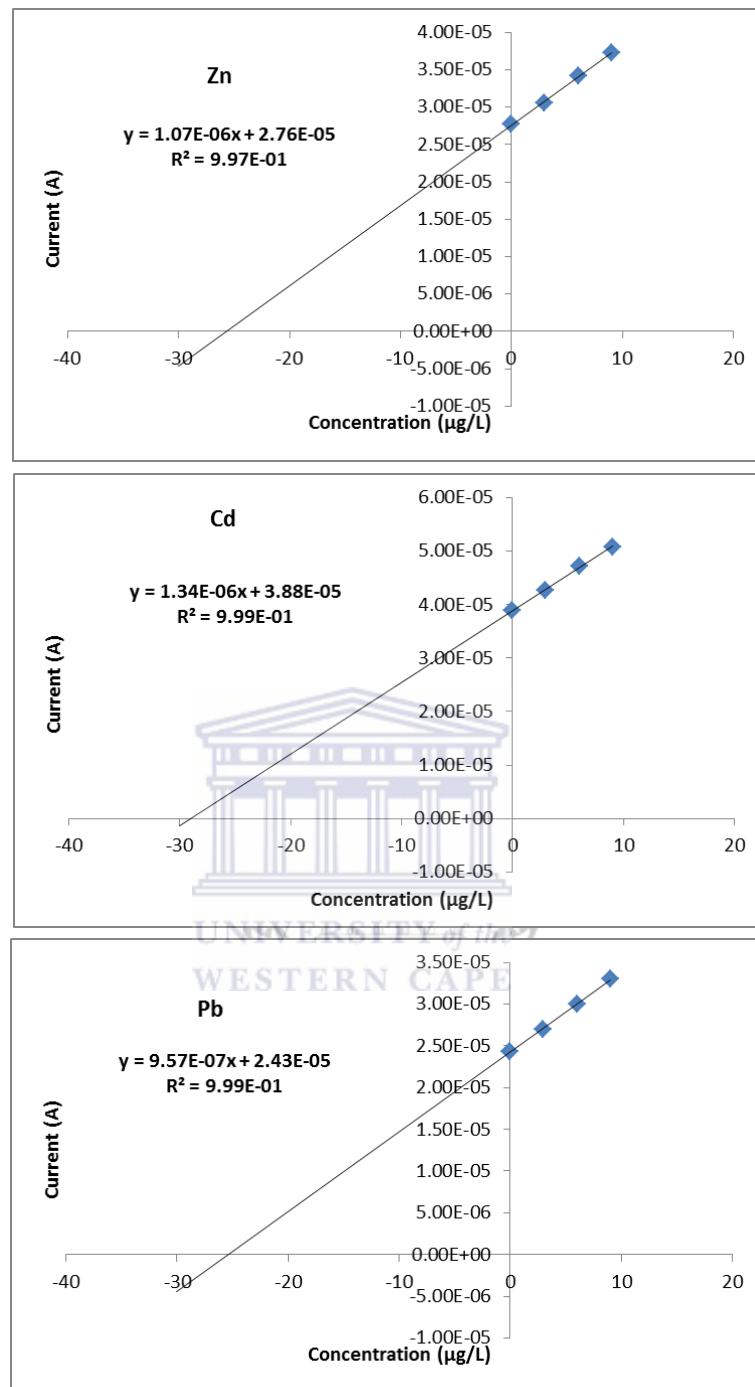 Zn
y = 1.07E-06x + 2.76E-05
R² = 9.97E-01
Current (A)
4.00E-05
3.50E-05
3.00E-05
2.50E-05
2.00E-05
1.50E-05
1.00E-05
5.00E-06
0.00E+00
-5.00E-06
-1.00E-05
-40 -30 -20 -10 0 10 20
Concentration (µg/L)
Cd
y = 1.34E-06x + 3.88E-05
R² = 9.99E-01
Current (A)
6.00E-05
5.00E-05
4.00E-05
3.00E-05
2.00E-05
1.00E-05
0.00E+00
-1.00E-05
-40 -30 -20 -10 0 10 20
Concentration (µg/L)
UNIVERSITY of the
WESTERN CAPE
Pb
y = 9.57E-07x + 2.43E-05
R² = 9.99E-01
Current (A)
3.50E-05
3.00E-05
2.50E-05
2.00E-05
1.50E-05
1.00E-05
5.00E-06
0.00E+00
-5.00E-06
-1.00E-05
-40 -30 -20 -10 0 10 20
Concentration (µg/L)